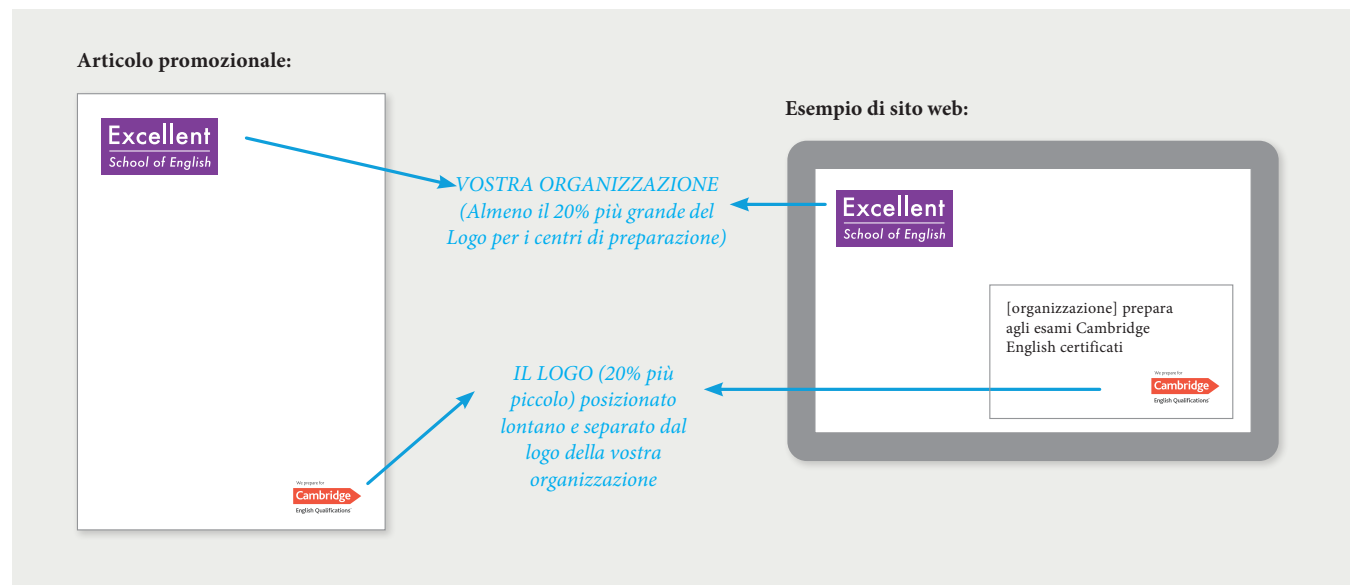 Articolo promozionale:
Excellent
School of English
VOSTRA ORGANIZZAZIONE
(Almeno il 20% più grande del
Logo per i centri di preparazione)
IL LOGO (20% più
piccolo) posizionato
lontano e separato dal
logo della vostra
organizzazione
We prepare for
Cambridge
English Qualifications
Esempio di sito web:
Excellent
School of English
[organizzazione] prepara
agli esami Cambridge
English certificati
We prepare for
Cambridge
English Qualifications